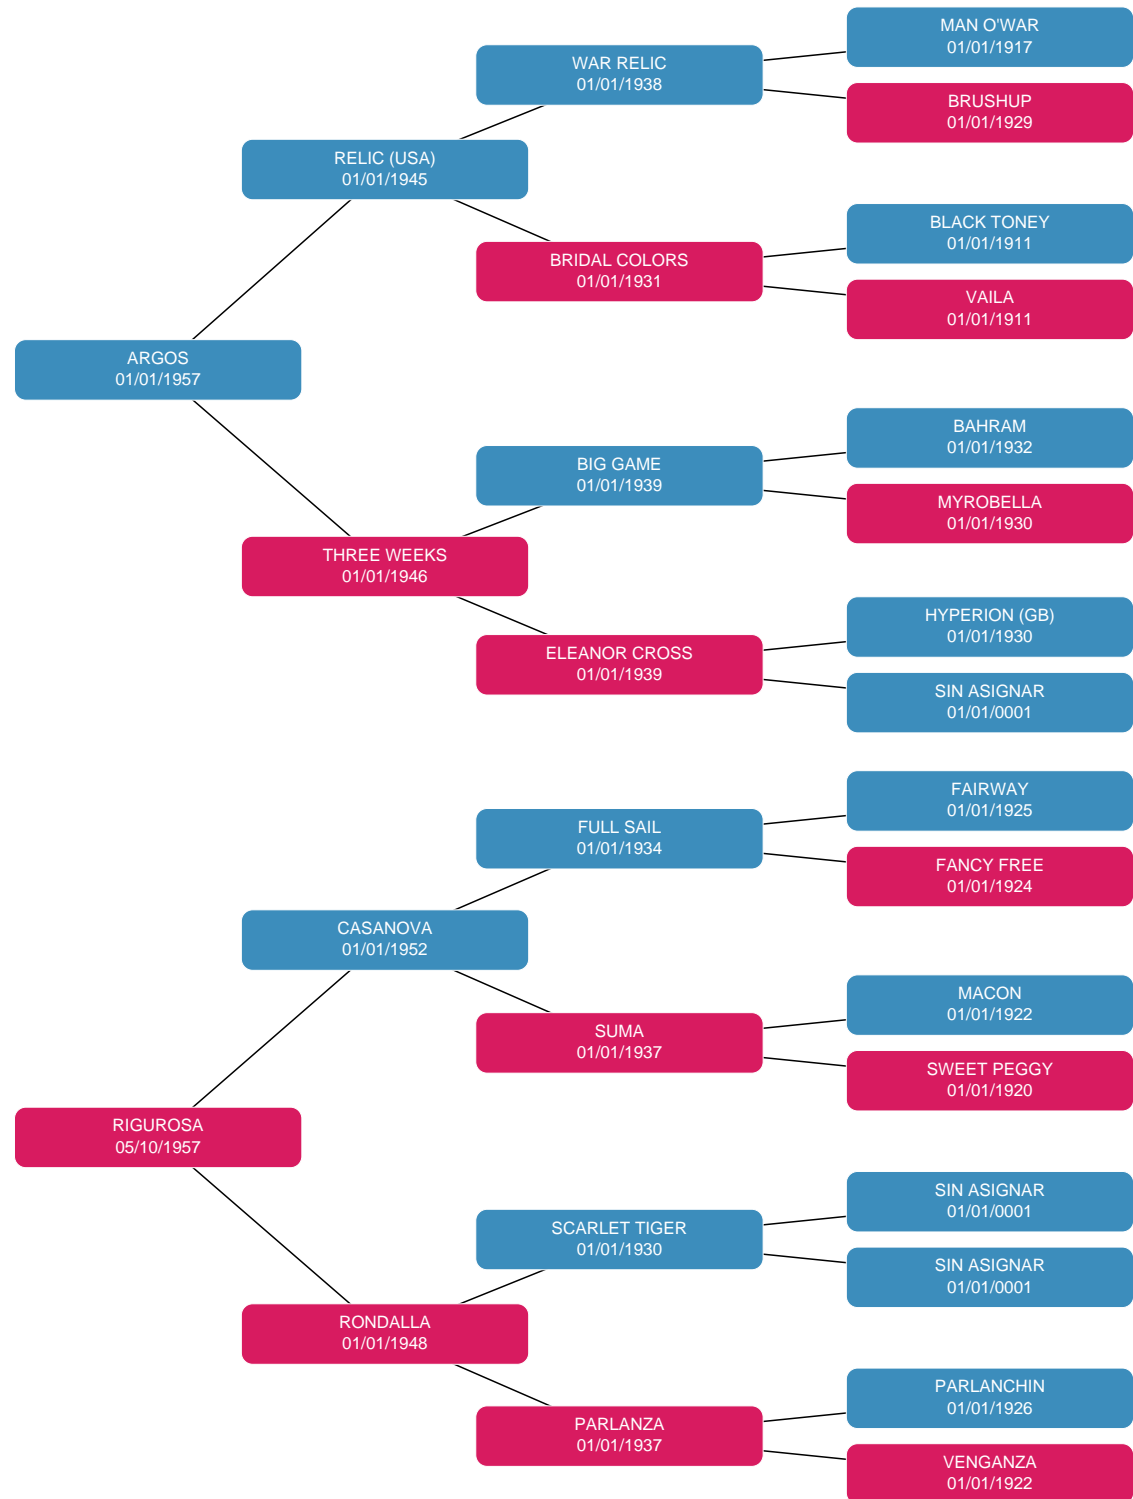 MAN O'WAR
01/01/1917
WAR RELIC
01/01/1938
BRUSHUP
01/01/1929
RELIC (USA)
01/01/1945
BLACK TONEY
01/01/1911
BRIDAL COLORS
01/01/1931
VAILA
01/01/1911
ARGOS
01/01/1957
BAHRAM
01/01/1932
BIG GAME
01/01/1939
MYROBELLA
01/01/1930
THREE WEEKS
01/01/1946
HYPERION (GB)
01/01/1930
ELEANOR CROSS
01/01/1939
SIN ASIGNAR
01/01/0001
FAIRWAY
01/01/1925
FULL SAIL
01/01/1934
FANCY FREE
01/01/1924
CASANOVA
01/01/1952
MACON
01/01/1922
SUMA
01/01/1937
SWEET PEGGY
01/01/1920
RIGUROSA
05/10/1957
SIN ASIGNAR
01/01/0001
SCARLET TIGER
01/01/1930
SIN ASIGNAR
01/01/0001
RONDALLA
01/01/1948
PARLANCHIN
01/01/1926
PARLANZA
01/01/1937
VENGANZA
01/01/1922